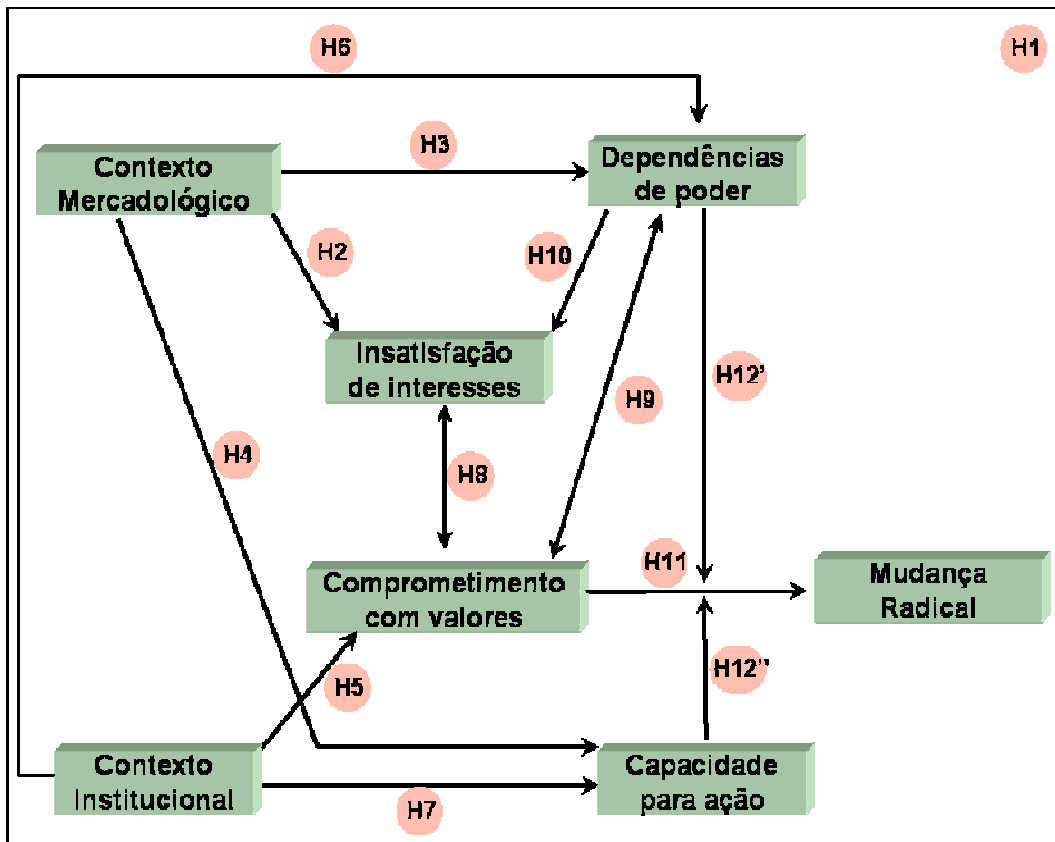 H6
H1
H3
Contexto
Mercadológico
Dependências
de poder
H2
H10
Insatisfação
de interesses
H12'
H9
H4
H8
H11
Comprometimento
com valores
Mudança
Radical
H5
H12"
Contexto
Institucional
Capacidade
para ação
H7